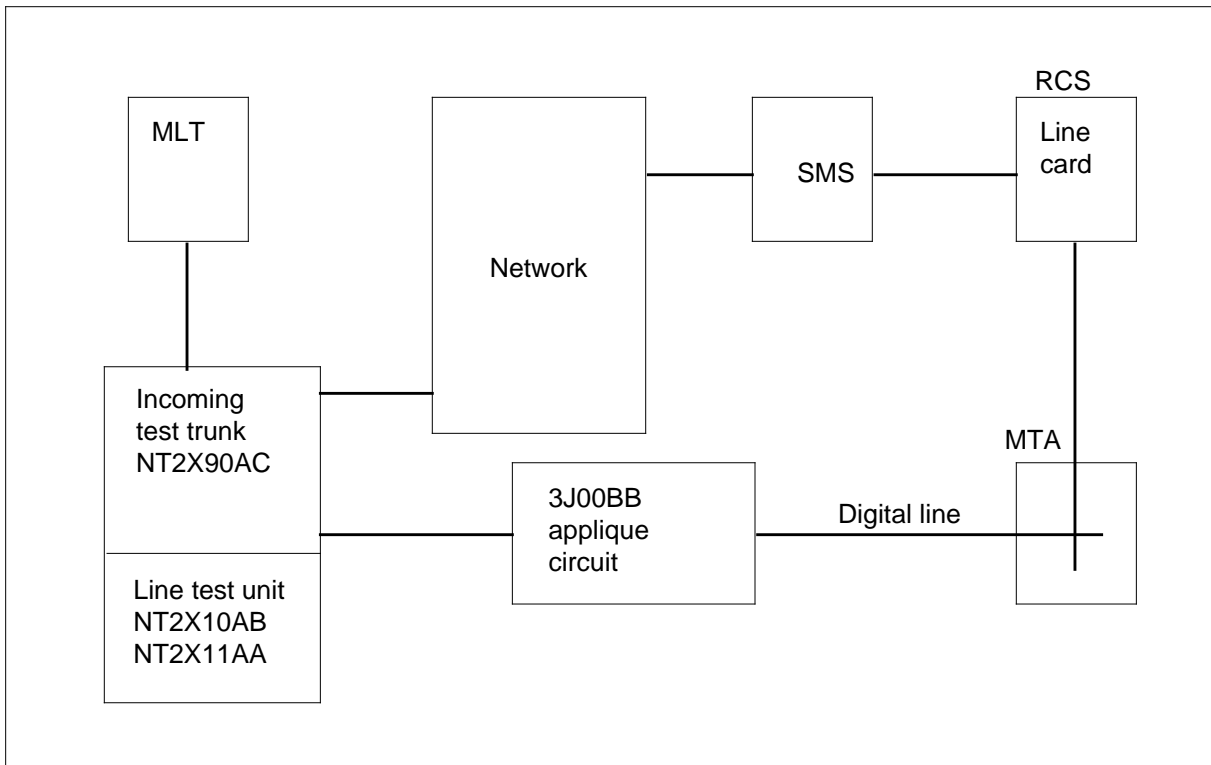 RCS
MLT
Line
card
SMS
Network
Incoming
test trunk
NT2X90AC
MTA
3J00BB
applique
circuit
Digital line
Line test unit
NT2X10AB
NT2X11AA